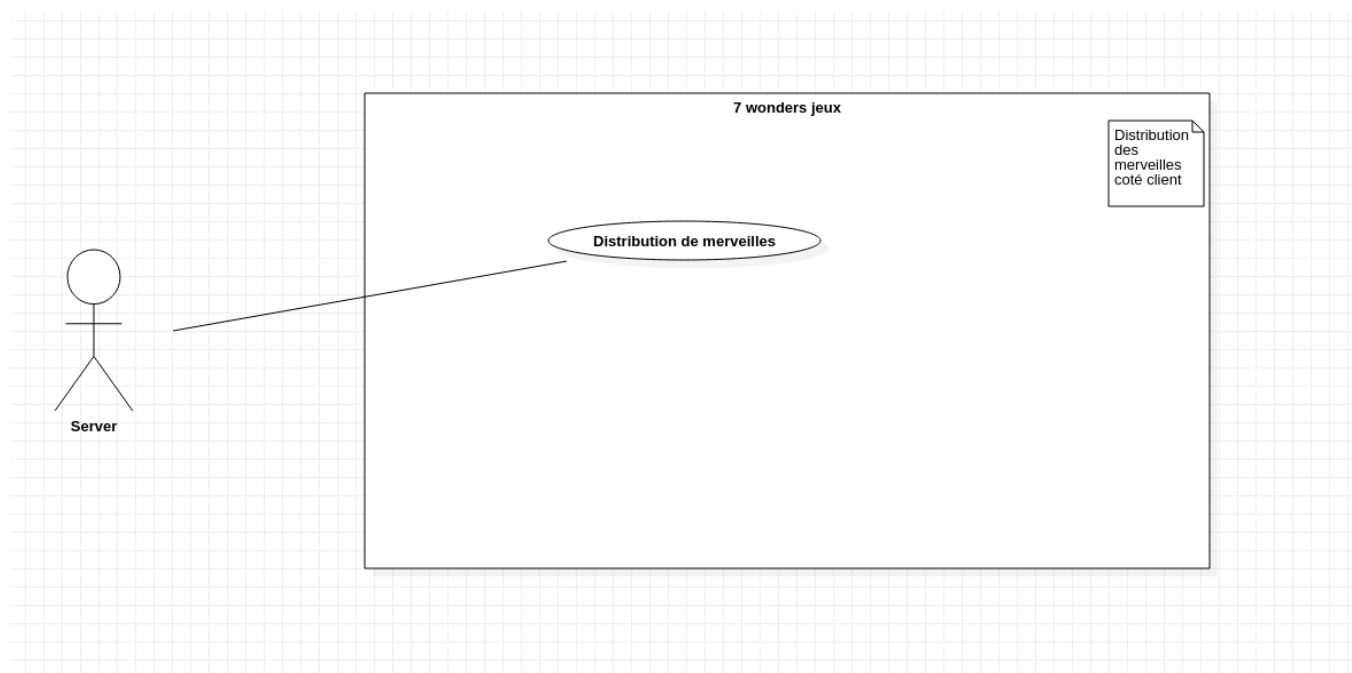 7 wonders jeux
Distribution
des
merveilles
coté client
Distribution de merveilles
Server